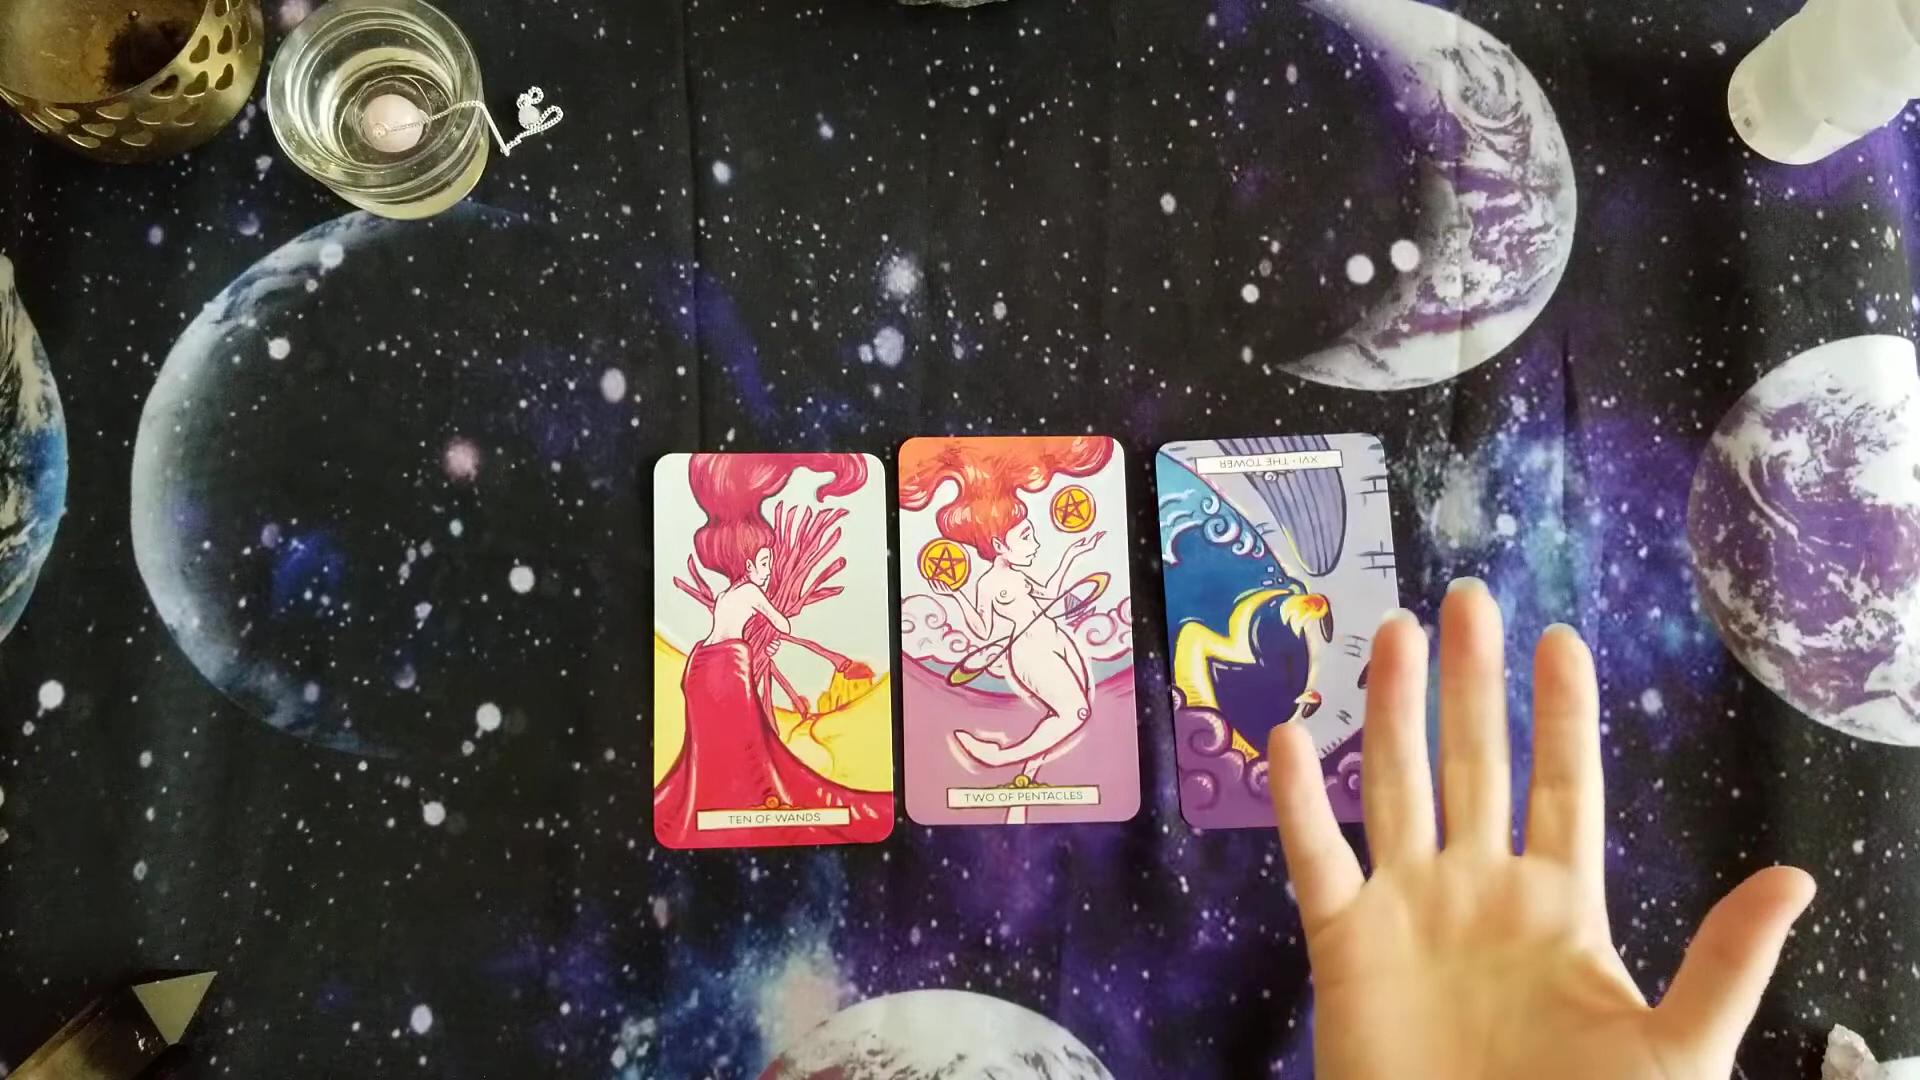 TEN OF WANDS
TWO OF PENTACLES
XVI · THE TOWER